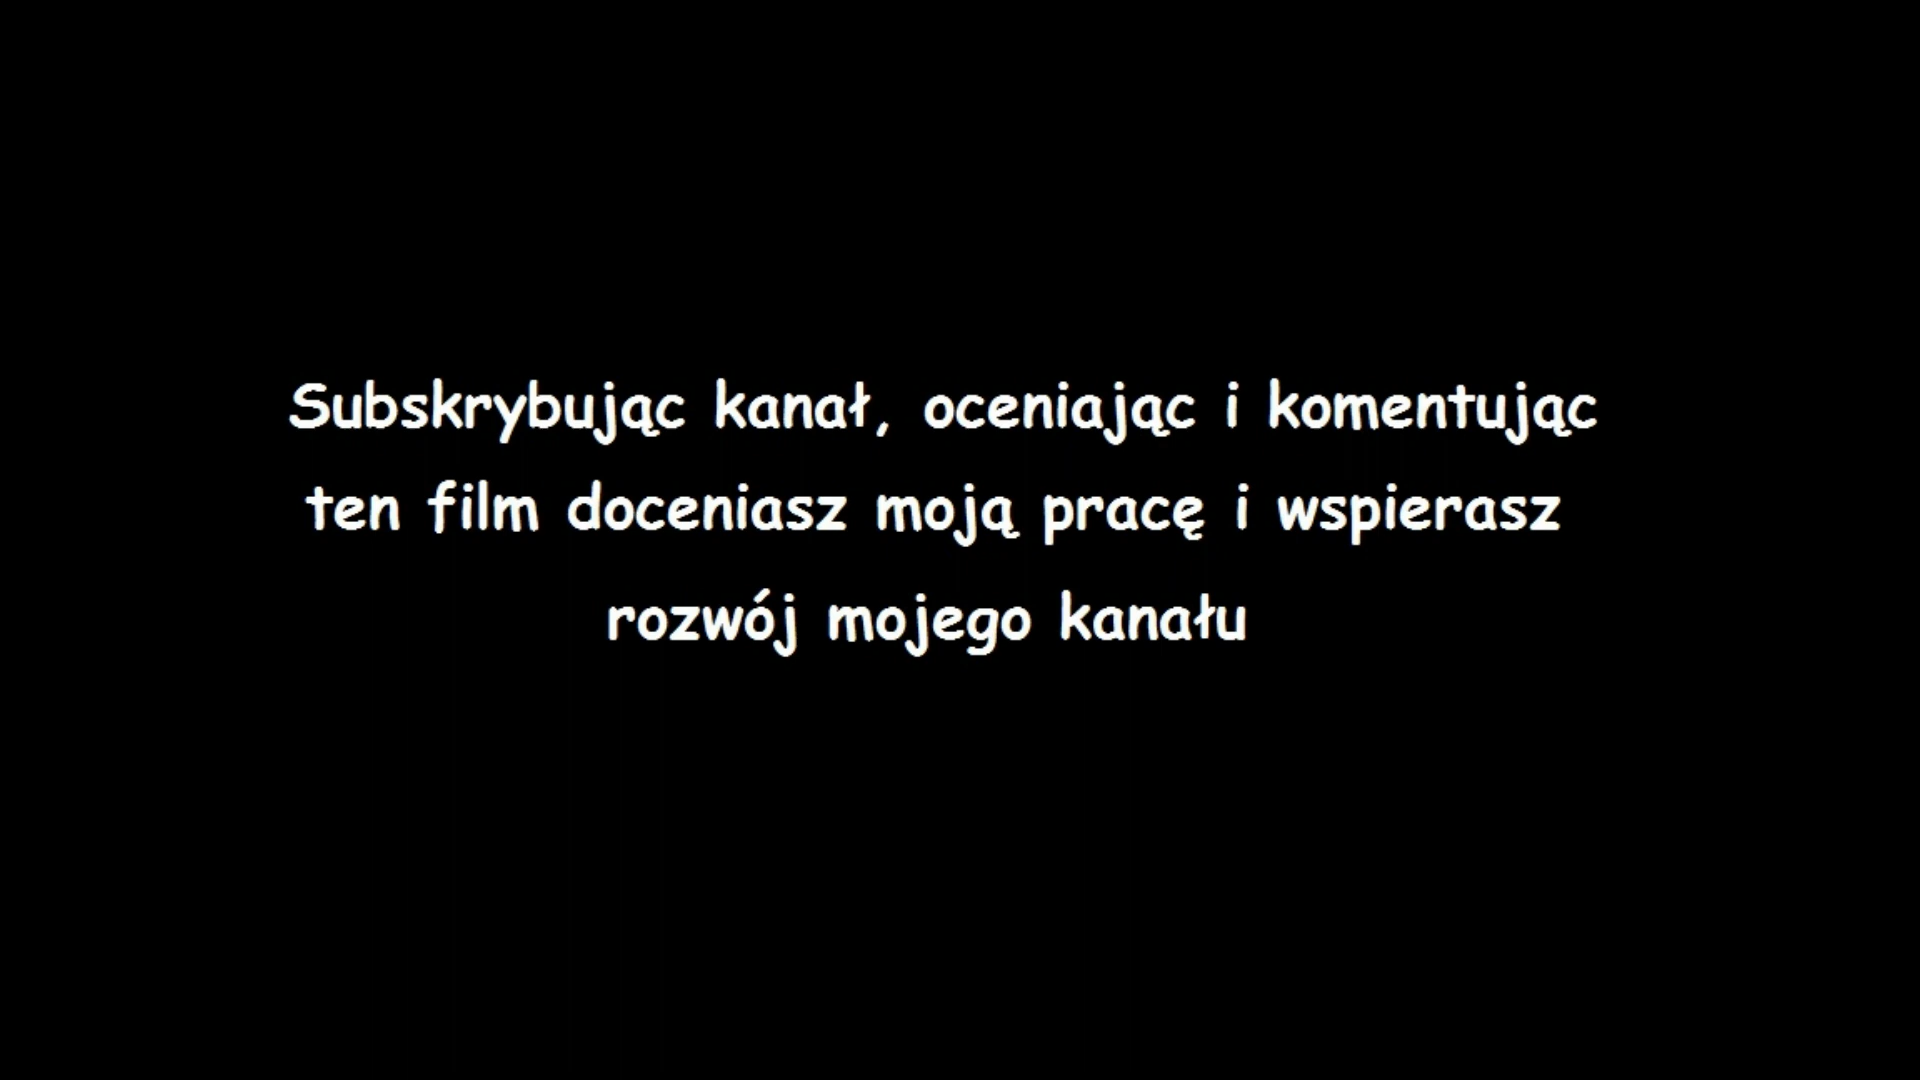 Subskrybując kanał, oceniając i komentując
ten film doceniasz moją pracę i wspierasz
rozwój mojego kanału